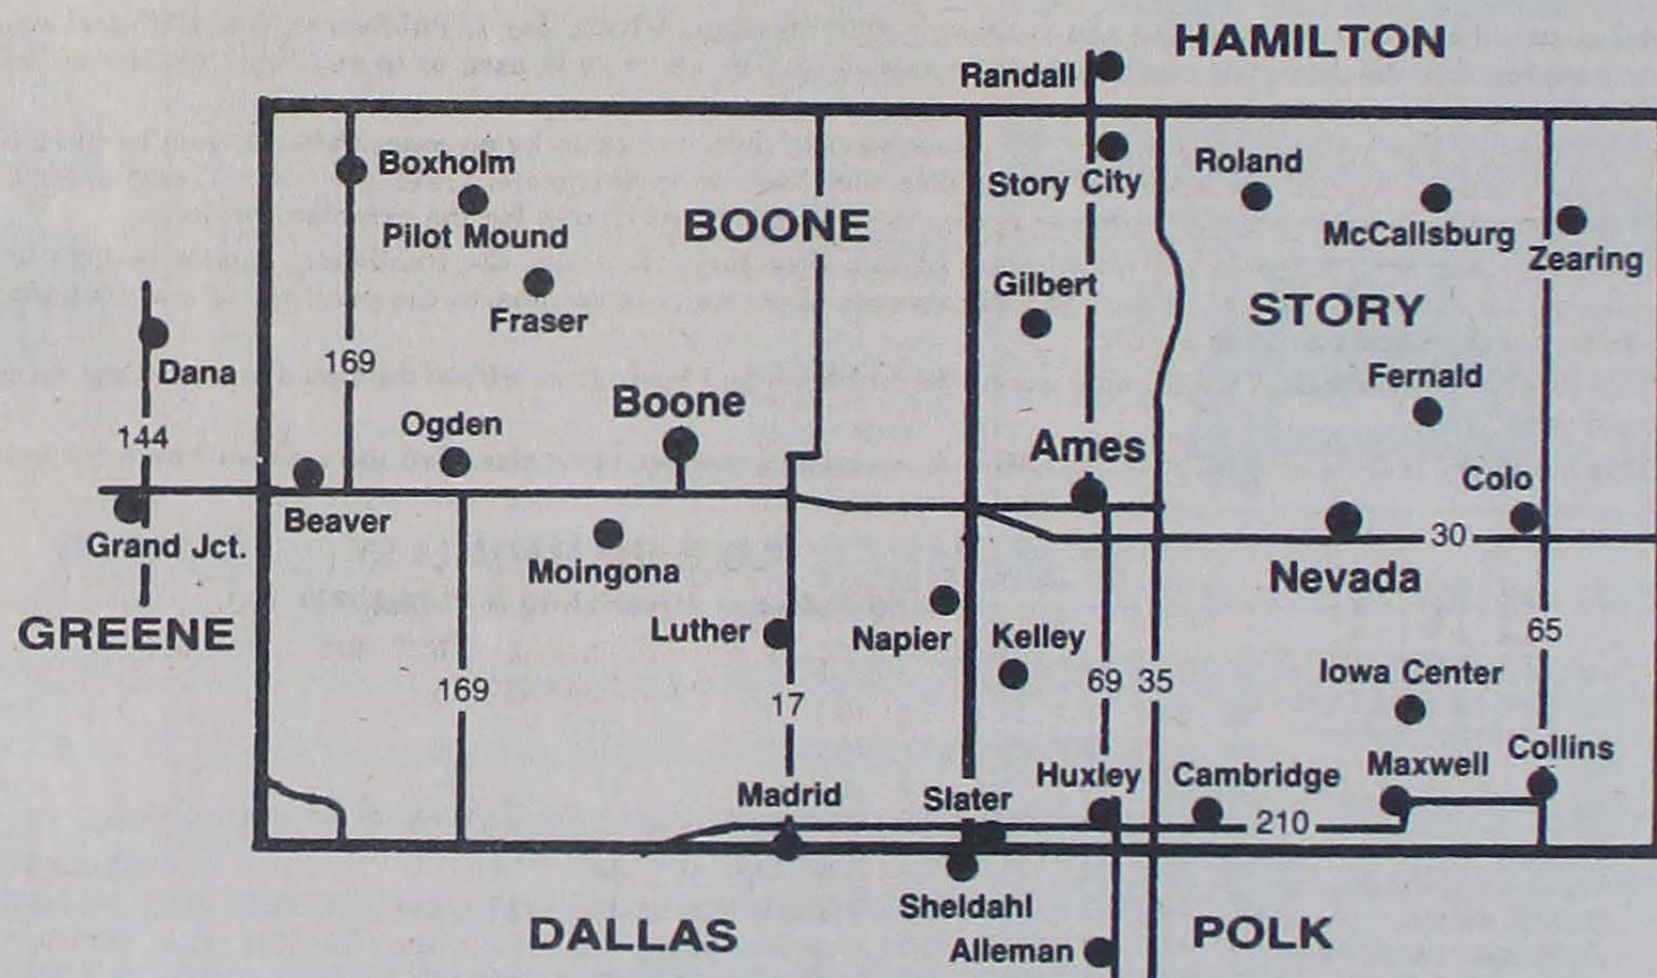 HAMILTON
Randall
Boxholm
Pilot Mound
BOONE
Story City
Roland
McCallsburg
Zearing
Fraser
Gilbert
STORY
Dana
169
Fernald
144
Ogden
Boone
Ames
Colo
Beaver
Grand Jct.
Moingona
30
Nevada
GREENE
Luther
Napier
Kelley
65
169
17
69
35
Iowa Center
Madrid
Slater
Huxley
Cambridge
Maxwell
Collins
210
Sheldahl
DALLAS
Alleman
POLK